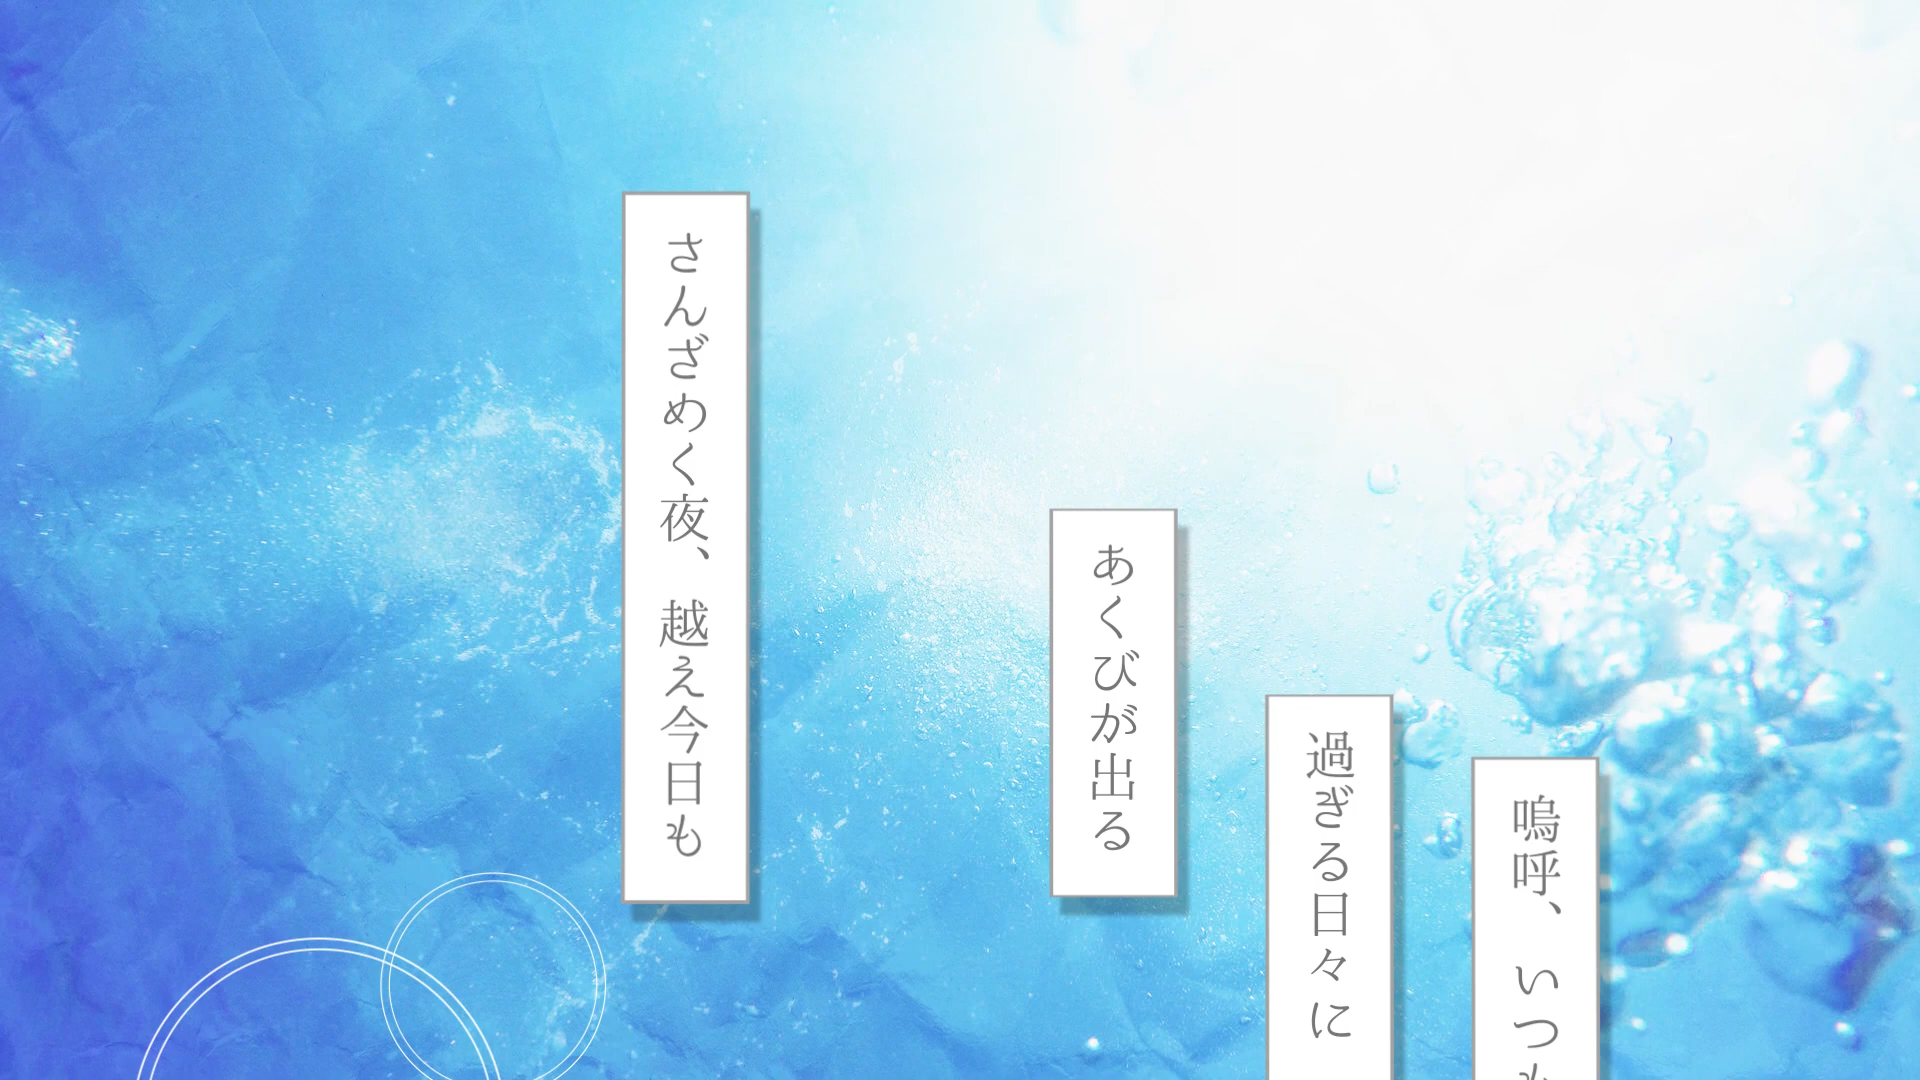 嗚呼、いつも
過ぎる日々に
あくびが出る
さんざめく夜、越え今日も